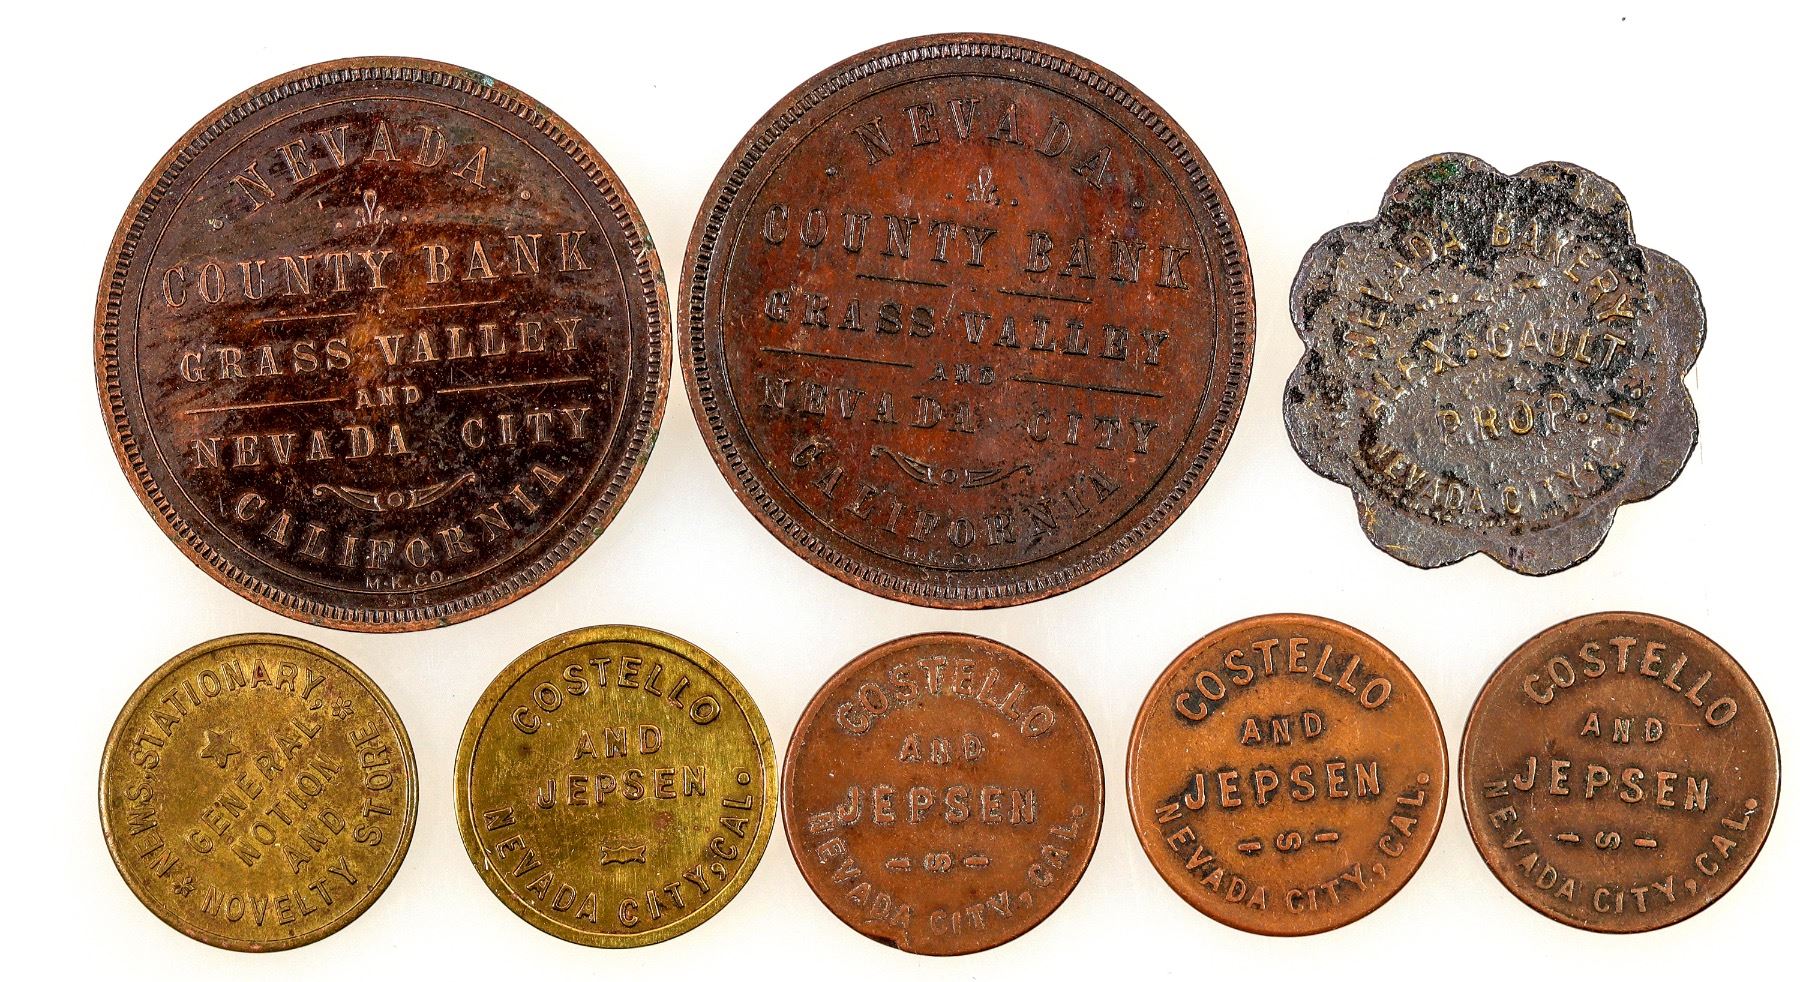 NEVADA
COUNTY BANK
GRASS VALLEY
AND
NEVADA CITY
CALIFORNIA
M.K.CO.
S.F.
NEVADA
COUNTY BANK
GRASS VALLEY
AND
NEVADA CITY
CALIFORNIA
M.K.CO.
S.F.
NEVADA BAKERY
ALEX. GAULT
PROP.
NEVADA CITY
NEWS, STATIONARY,
GENERAL
NOTION
AND
NOVELTY STORE
COSTELLO
AND
JEPSEN
NEVADA CITY, CAL.
COSTELLO
AND
JEPSEN
- S -
NEVADA CITY, CAL.
COSTELLO
AND
JEPSEN
- S -
NEVADA CITY, CAL.
COSTELLO
AND
JEPSEN
- S -
NEVADA CITY, CAL.